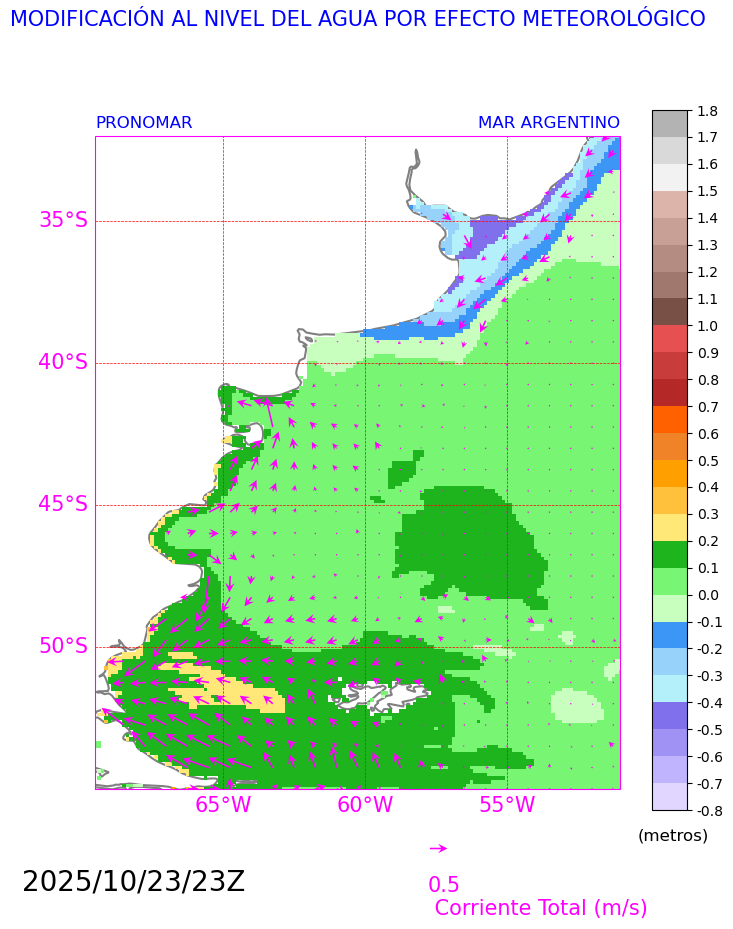 MODIFICACIÓN AL NIVEL DEL AGUA POR EFECTO METEOROLÓGICO
PRONOMAR
MAR ARGENTINO
1.8
1.7
1.6
1.5
1.4
1.3
1.2
1.1
1.0
0.9
0.8
0.7
0.6
0.5
0.4
0.3
0.2
0.1
0.0
-0.1
-0.2
-0.3
-0.4
-0.5
-0.6
-0.7
-0.8
(metros)
35°S
40°S
45°S
50°S
65°W 60°W 55°W
2025/10/23/23Z
0.5
Corriente Total (m/s)